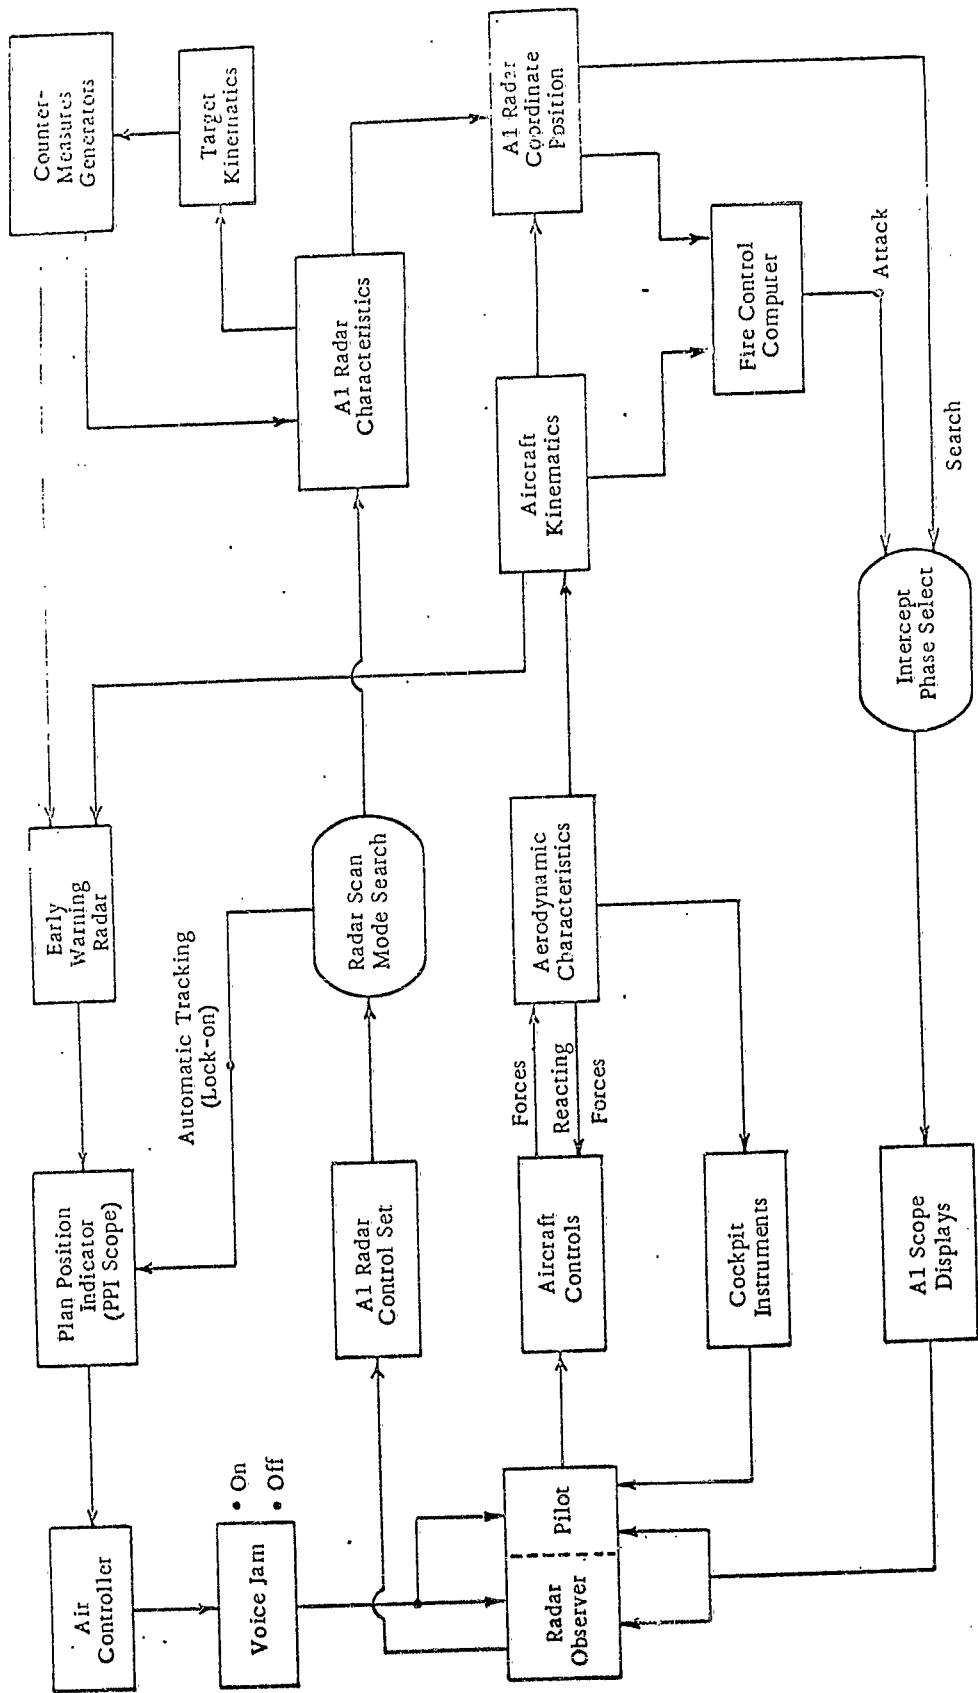 Air
Controller
Plan Position
Indicator
(PPI Scope)
Early
Warning
Radar
Counter-
Measures
Generators
Voice Jam
• On
• Off
Automatic Tracking
(Lock-on)
Target
Kinematics
A1 Radar
Control Set
Radar Scan
Mode Search
A1 Radar
Characteristics
Radar
Observer
Pilot
Aircraft
Controls
Forces
Reacting
Forces
Aerodynamic
Characteristics
Aircraft
Kinematics
A1 Radar
Coordinate
Position
Cockpit
Instruments
Fire Control
Computer
A1 Scope
Displays
Intercept
Phase Select
Attack
Search